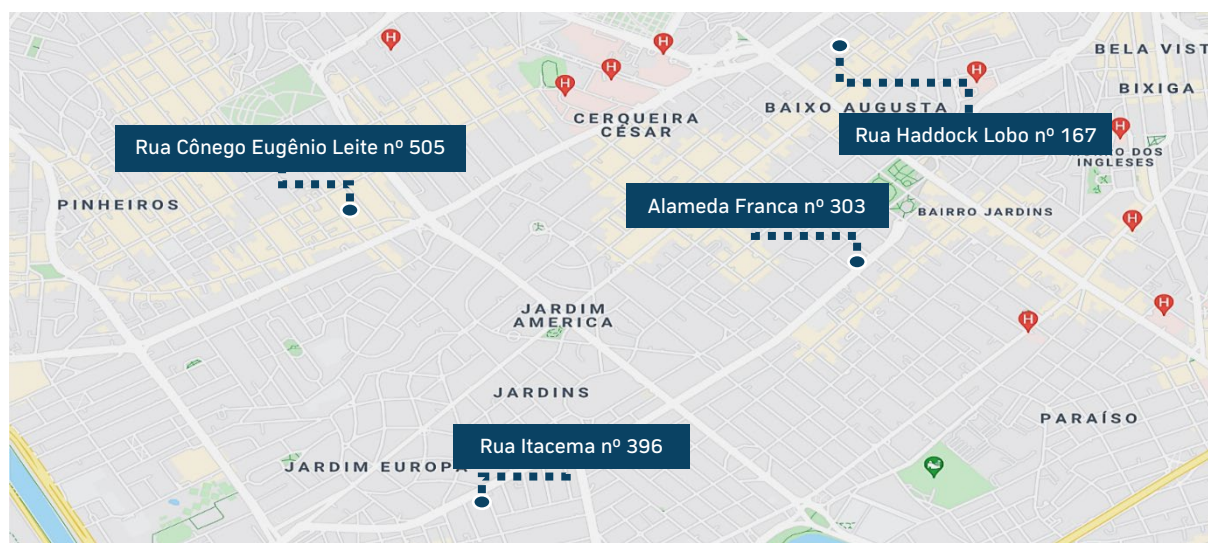 BELA VIST
BIXIGA
BAIXO AUGUSTA
CERQUEIRA
CÉSAR
Rua Haddock Lobo nº 167
Rua Cônego Eugênio Leite nº 505
DOS
INGLESES
PINHEIROS
Alameda Franca nº 303
BAIRRO JARDINS
JARDIM
AMERICA
JARDINS
PARAÍSO
Rua Itacema nº 396
JARDIM EUROPA
H
H
H
H
H
H
H
H
H